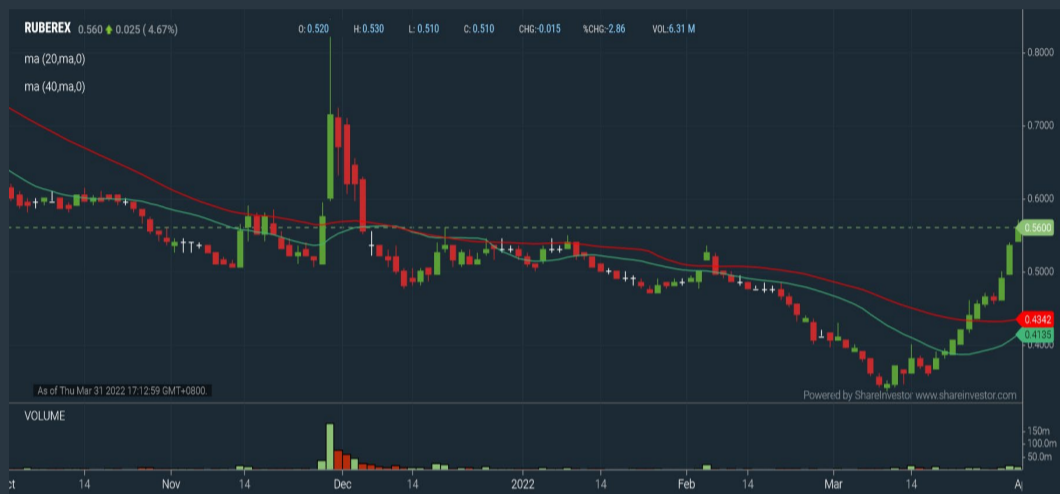 RUBEREX 0.560 0.025 ( 4.67%) O: 0.520 H: 0.530 L: 0.510 C: 0.510 CHG:-0.015 %CHG:-2.86 VOL:6.31 M
ma (20,ma,0)
ma (40,ma,0)
0.8000
0.7000
0.6000
0.5600
0.5000
0.4342
0.4135
0.4000
As of Thu Mar 31 2022 17:12:59 GMT+0800.
Powered by ShareInvestor www.shareinvestor.com
VOLUME
150m
100.0m
50.0m
ct 14 Nov 14 Dec 14 2022 14 Feb 14 Mar 14 A